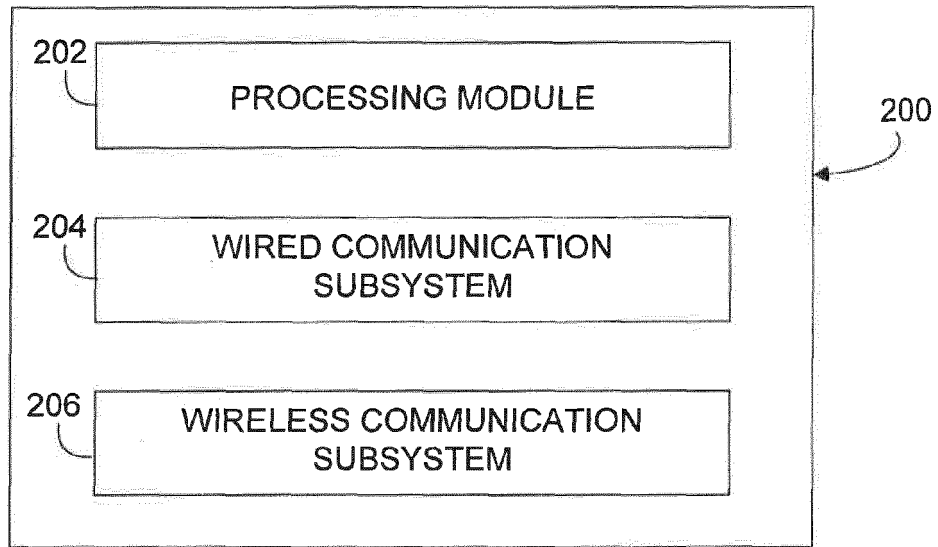 202
PROCESSING MODULE
200
204
WIRED COMMUNICATION
SUBSYSTEM
206
WIRELESS COMMUNICATION
SUBSYSTEM